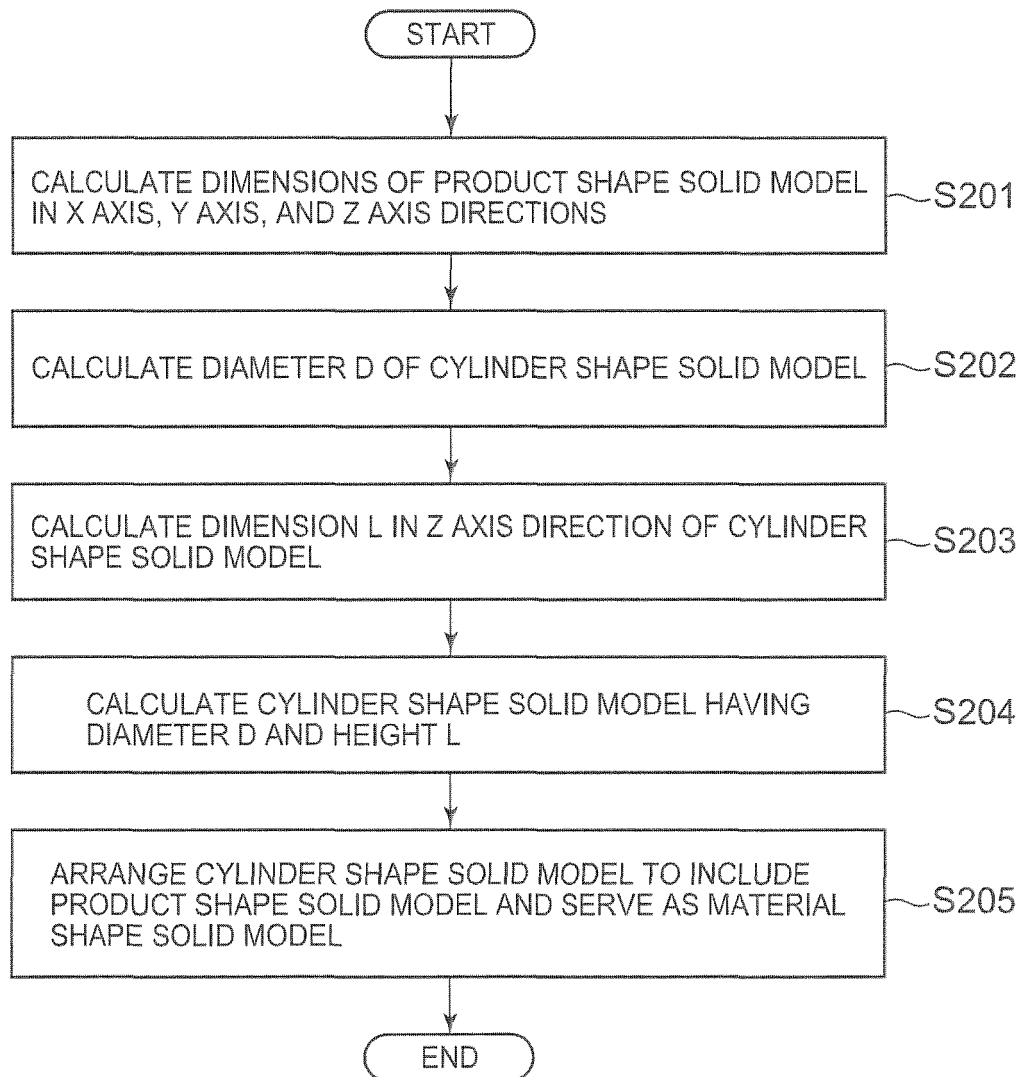 START
CALCULATE DIMENSIONS OF PRODUCT SHAPE SOLID MODEL
IN X AXIS, Y AXIS, AND Z AXIS DIRECTIONS
S201
CALCULATE DIAMETER D OF CYLINDER SHAPE SOLID MODEL
S202
CALCULATE DIMENSION L IN Z AXIS DIRECTION OF CYLINDER
SHAPE SOLID MODEL
S203
CALCULATE CYLINDER SHAPE SOLID MODEL HAVING
DIAMETER D AND HEIGHT L
S204
ARRANGE CYLINDER SHAPE SOLID MODEL TO INCLUDE
PRODUCT SHAPE SOLID MODEL AND SERVE AS MATERIAL
SHAPE SOLID MODEL
S205
END